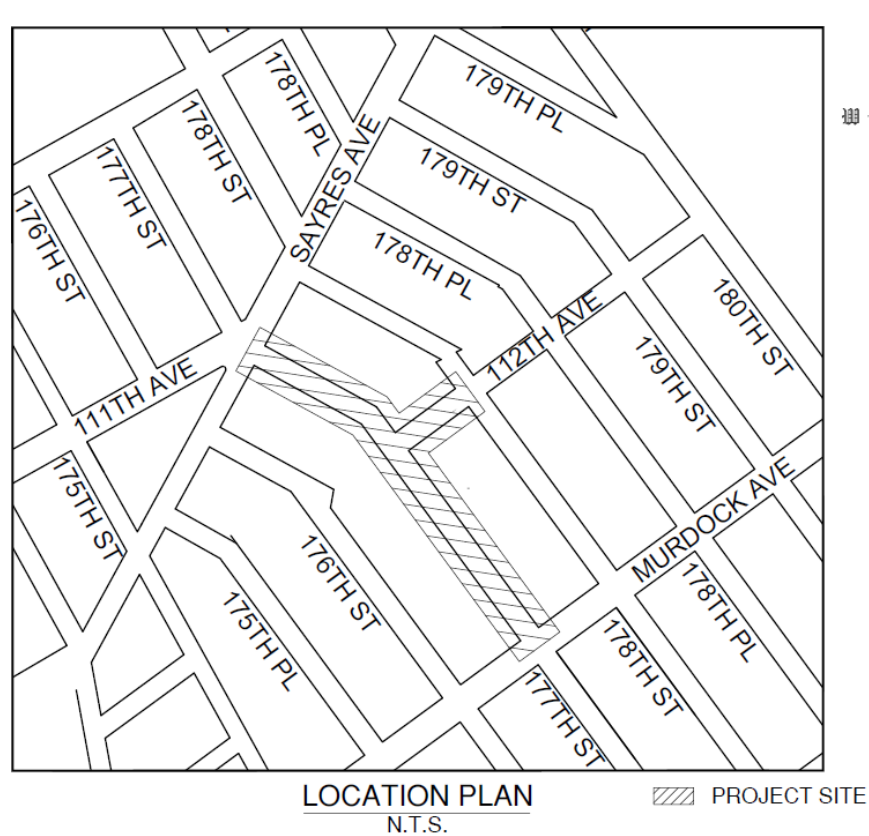 178TH PL
179TH PL
178TH ST
SAYRES AVE
177TH ST
179TH ST
176TH ST
178TH PL
180TH ST
112TH AVE
179TH ST
111TH AVE
175TH ST
MURDOCK AVE
176TH ST
178TH PL
175TH PL
178TH ST
177TH ST
LOCATION PLAN
N.T.S.
PROJECT SITE